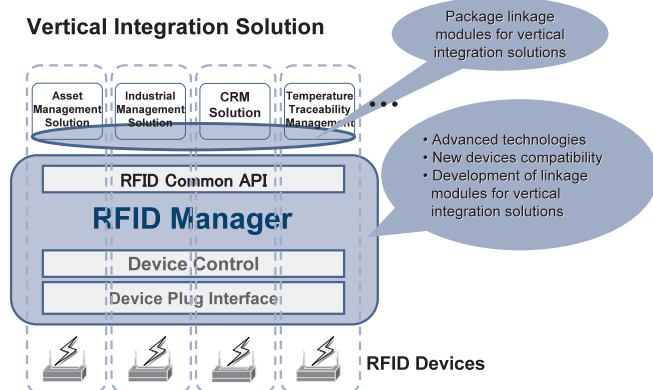 Vertical Integration Solution
Package linkage
modules for vertical
integration solutions
Asset
Management
Solution
Industrial
Management
Solution
CRM
Solution
Temperature
Traceability
Management
•••
• Advanced technologies
• New devices compatibility
• Development of linkage
modules for vertical
integration solutions
RFID Common API
RFID Manager
Device Control
Device Plug Interface
RFID Devices